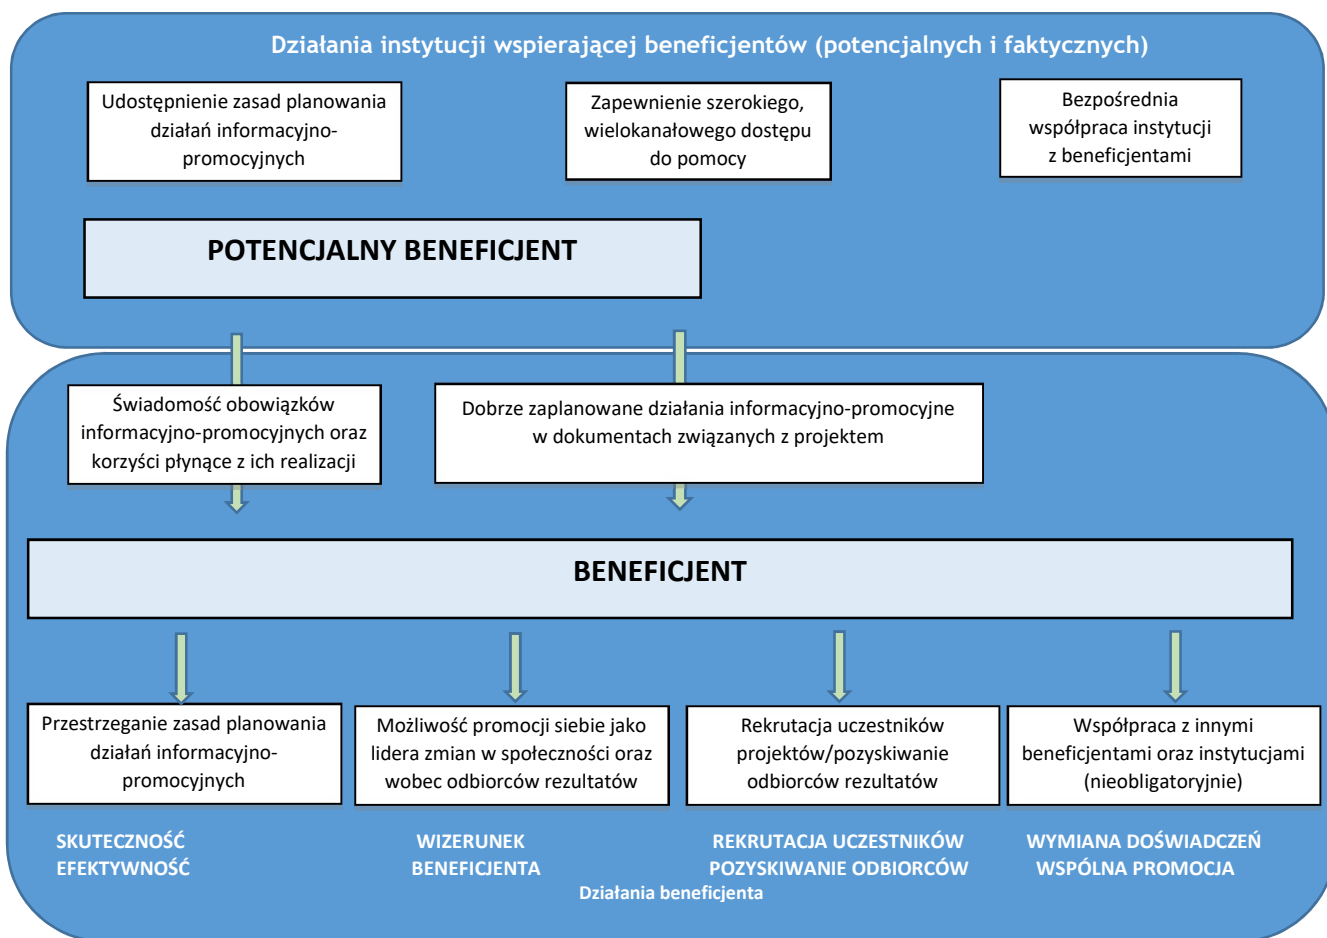 Działania instytucji wspierającej beneficjentów (potencjalnych i faktycznych)
Udostępnienie zasad planowania
działań informacyjno-
promocyjnych
Zapewnienie szerokiego,
wielokanałowego dostępu
do pomocy
Bezpośrednia
współpraca instytucji
z beneficjentami
POTENCJALNY BENEFICJENT
Świadomość obowiązków
informacyjno-promocyjnych oraz
korzyści płynące z ich realizacji
Dobrze zaplanowane działania informacyjno-promocyjne
w dokumentach związanych z projektem
BENEFICJENT
Przestrzeganie zasad planowania
działań informacyjno-
promocyjnych
Możliwość promocji siebie jako
lidera zmian w społeczności oraz
wobec odbiorców rezultatów
Rekrutacja uczestników
projektów/pozyskiwanie
odbiorców rezultatów
Współpraca z innymi
beneficjentami oraz instytucjami
(nieobligatoryjnie)
SKUTECZNOŚĆ
EFEKTYWNOŚĆ
WIZERUNEK
BENEFICJENTA
REKRUTACJA UCZESTNIKÓW
POZYSKIWANIE ODBIORCÓW
WYMIANA DOŚWIADCZEŃ
WSPÓLNA PROMOCJA
Działania beneficjenta